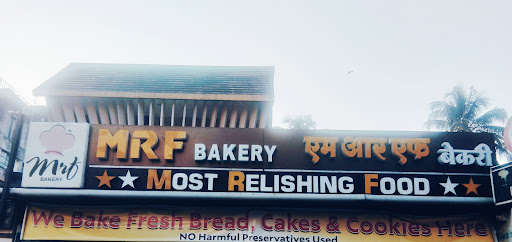 MRF BAKERY एम आर एफ बेकरी
Mrf
BAKERY
★ ★ MOST RELISHING FOOD ★ ★
We Bake Fresh Bread, Cakes & Cookies Here
NO Harmful Preservatives Used